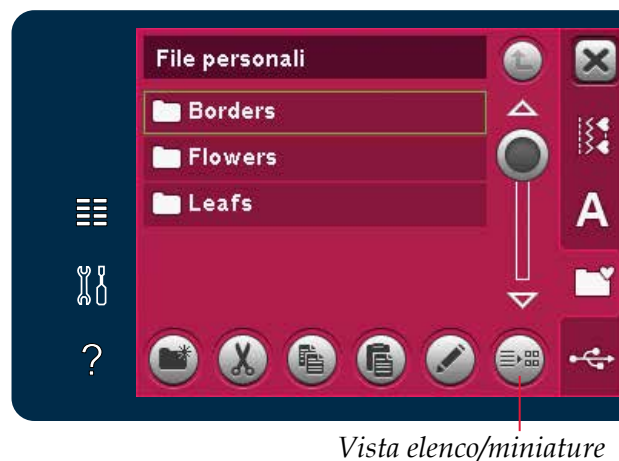 File personali
Borders
Flowers
Leafs
A
?
Vista elenco/miniature